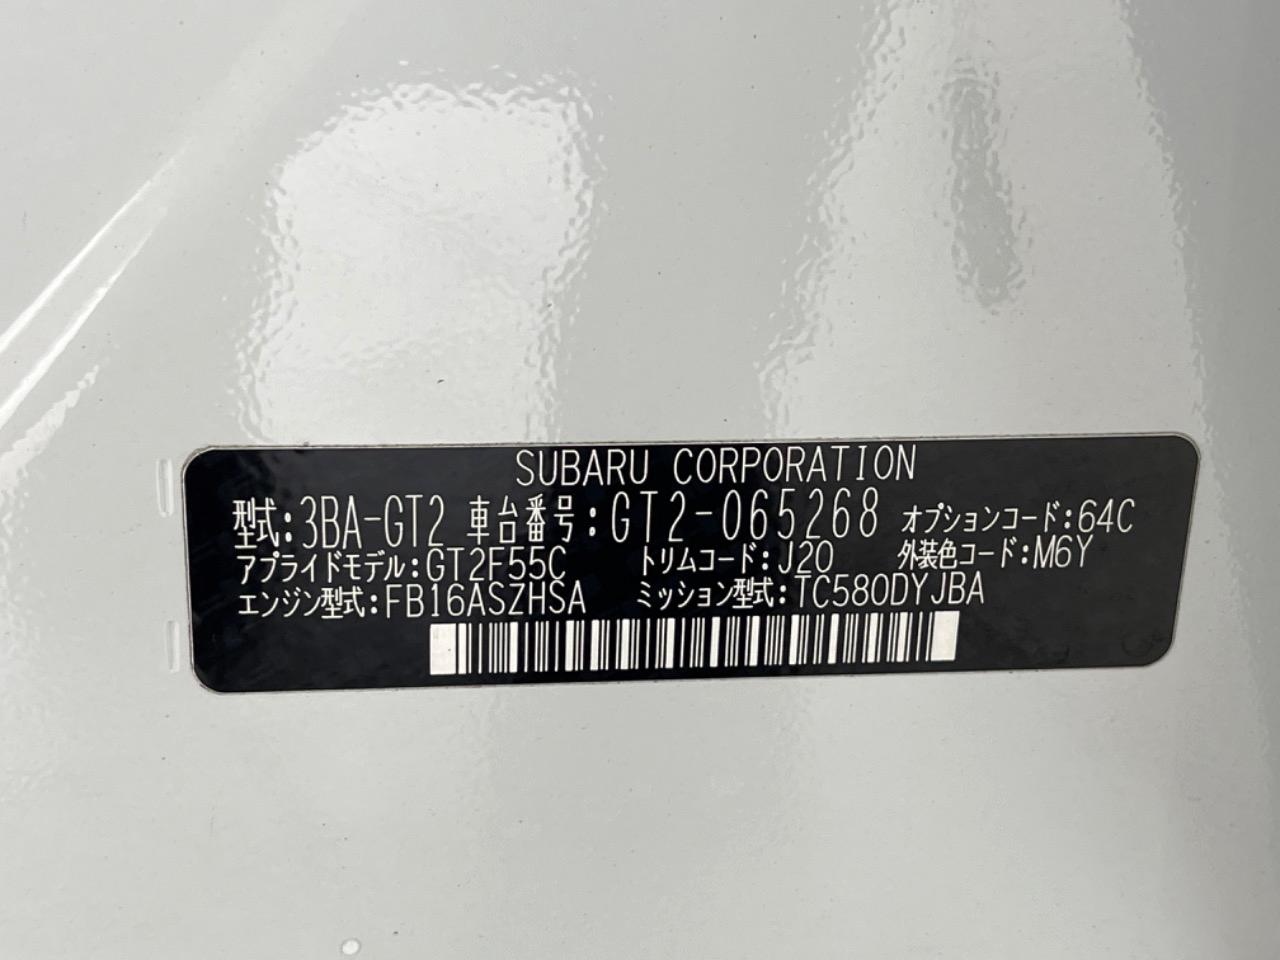 SUBARU CORPORATION
型式:3BA-GT2 車台番号:GT2-065268 オプションコード:64C
アプライドモデル:GT2F55C トリムコード:J20 外装色コード:M6Y
エンジン型式:FB16ASZHSA ミッション型式:TC580DYJBA